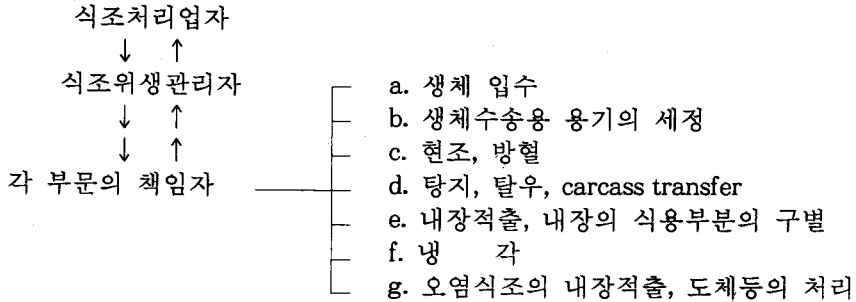 식조처리업자
↓ ↑
식조위생관리자
↓ ↑
↓ ↑
각 부문의 책임자
a. 생체 입수
b. 생체수송용 용기의 세정
c. 현조, 방혈
d. 탕지, 탈우, carcass transfer
e. 내장적출, 내장의 식용부분의 구별
f. 냉 각
g. 오염식조의 내장적출, 도체등의 처리